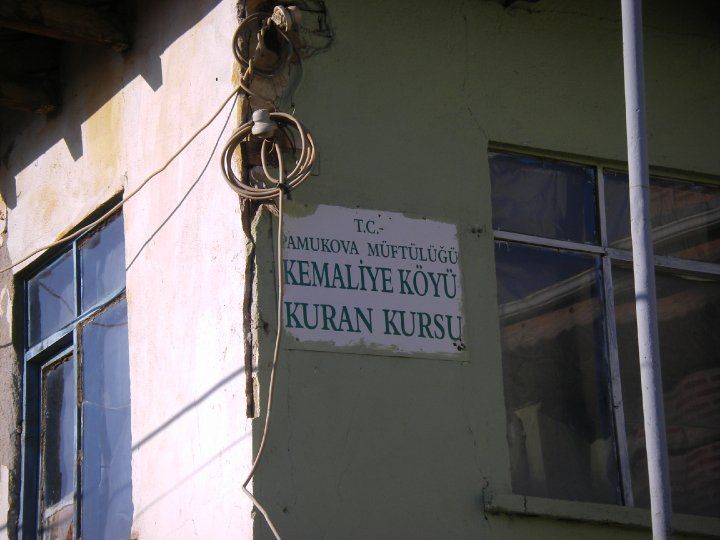 T.C.
PAMUKOVA MÜFTÜLÜĞÜ
KEMALİYE KÖYÜ
KURAN KURSU